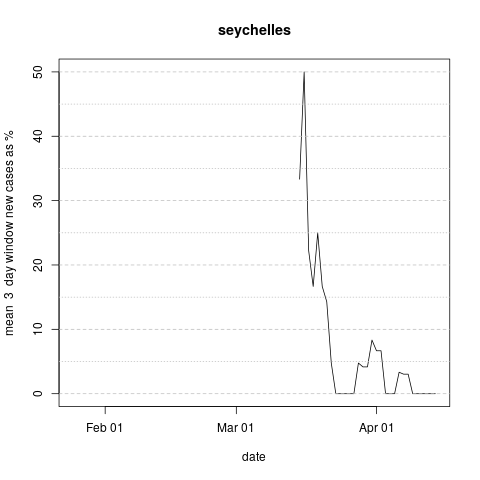 seychelles
mean 3 day window new cases as %
50
40
30
20
10
0
Feb 01
Mar 01
Apr 01
date